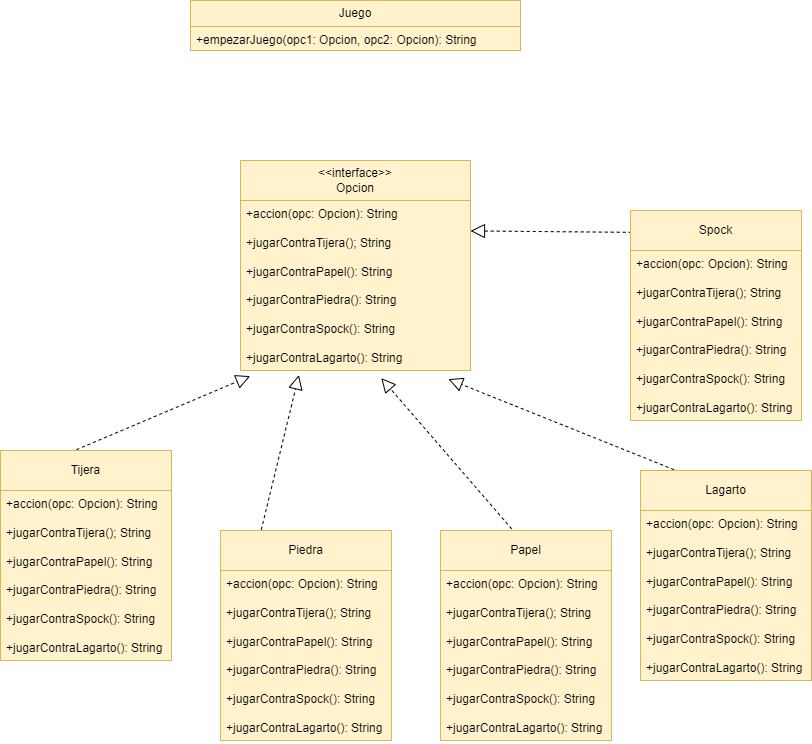 Juego
+empezarJuego(opc1: Opcion, opc2: Opcion): String
<<interface>>
Opcion
+accion(opc: Opcion): String
+jugarContraTijera(); String
+jugarContraPapel(): String
+jugarContraPiedra(): String
+jugarContraSpock(): String
+jugarContraLagarto(): String
Spock
+accion(opc: Opcion): String
+jugarContraTijera(); String
+jugarContraPapel(): String
+jugarContraPiedra(): String
+jugarContraSpock(): String
+jugarContraLagarto(): String
Tijera
+accion(opc: Opcion): String
+jugarContraTijera(); String
+jugarContraPapel(): String
+jugarContraPiedra(): String
+jugarContraSpock(): String
+jugarContraLagarto(): String
Piedra
+accion(opc: Opcion): String
+jugarContraTijera(); String
+jugarContraPapel(): String
+jugarContraPiedra(): String
+jugarContraSpock(): String
+jugarContraLagarto(): String
Papel
+accion(opc: Opcion): String
+jugarContraTijera(); String
+jugarContraPapel(): String
+jugarContraPiedra(): String
+jugarContraSpock(): String
+jugarContraLagarto(): String
Lagarto
+accion(opc: Opcion): String
+jugarContraTijera(); String
+jugarContraPapel(): String
+jugarContraPiedra(): String
+jugarContraSpock(): String
+jugarContraLagarto(): String